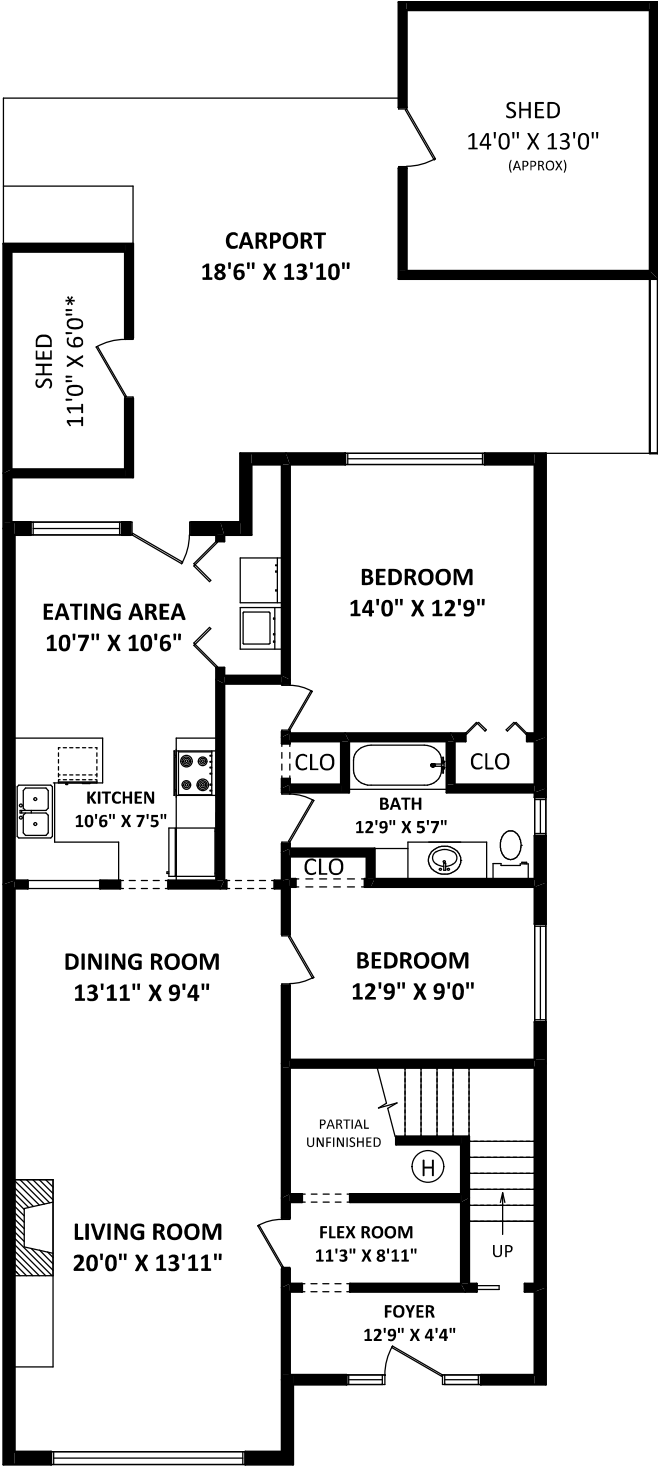 SHED
14'0" X 13'0"
(APPROX)
CARPORT
18'6" X 13'10"
SHED
11'0" X 6'0"*
BEDROOM
14'0" X 12'9"
EATING AREA
10'7" X 10'6"
CLO
CLO
KITCHEN
10'6" X 7'5"
BATH
12'9" X 5'7"
CLO
DINING ROOM
13'11" X 9'4"
BEDROOM
12'9" X 9'0"
PARTIAL
UNFINISHED
H
LIVING ROOM
20'0" X 13'11"
FLEX ROOM
11'3" X 8'11"
UP
FOYER
12'9" X 4'4"